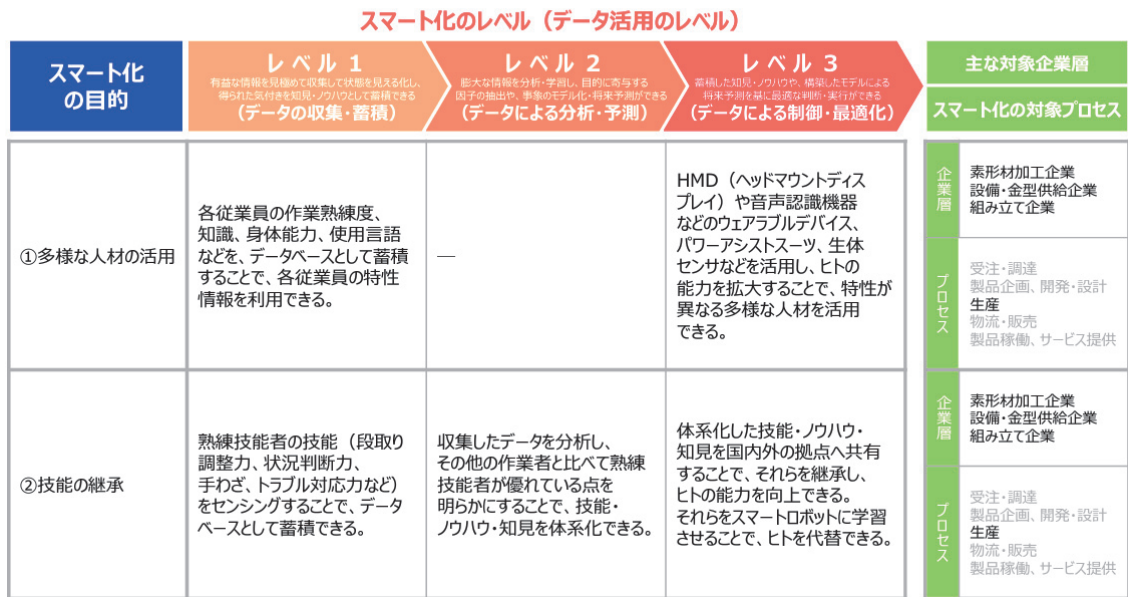 スマート化のレベル（データ活用のレベル）
スマート化
の目的
レベル 1
有益な情報を見極めて収集して状態を見える化し、
得られた気付きを知見・ノウハウとして蓄積できる
(データの収集・蓄積)
レベル 2
膨大な情報を分析・学習し、目的に寄与する
因子の抽出や、事象のモデル化・将来予測ができる
(データによる分析・予測)
レベル 3
蓄積した知見・ノウハウや、構築したモデルによる
将来予測を基に最適な判断・実行ができる
(データによる制御・最適化)
主な対象企業層
スマート化の対象プロセス
①多様な人材の活用
各従業員の作業熟練度、
知識、身体能力、使用言語
などを、データベースとして蓄積
することで、各従業員の特性
情報を利用できる。
―
HMD（ヘッドマウントディス
プレイ）や音声認識機器
などのウェアラブルデバイス、
パワーアシストスーツ、生体
センサなどを活用し、ヒトの
能力を拡大することで、特性が
異なる多様な人材を活用
できる。
企業層
素形材加工企業
設備・金型供給企業
組み立て企業
プロセス
受注・調達
製品企画、開発・設計
生産
物流・販売
製品稼働、サービス提供
②技能の継承
熟練技能者の技能（段取り
調整力、状況判断力、
手わざ、トラブル対応力など）
をセンシングすることで、データ
ベースとして蓄積できる。
収集したデータを分析し、
その他の作業者と比べて熟練
技能者が優れている点を
明らかにすることで、技能・
ノウハウ・知見を体系化できる。
体系化した技能・ノウハウ・
知見を国内外の拠点へ共有
することで、それらを継承し、
ヒトの能力を向上できる。
それらをスマートロボットに学習
させることで、ヒトを代替できる。
企業層
素形材加工企業
設備・金型供給企業
組み立て企業
プロセス
受注・調達
製品企画、開発・設計
生産
物流・販売
製品稼働、サービス提供